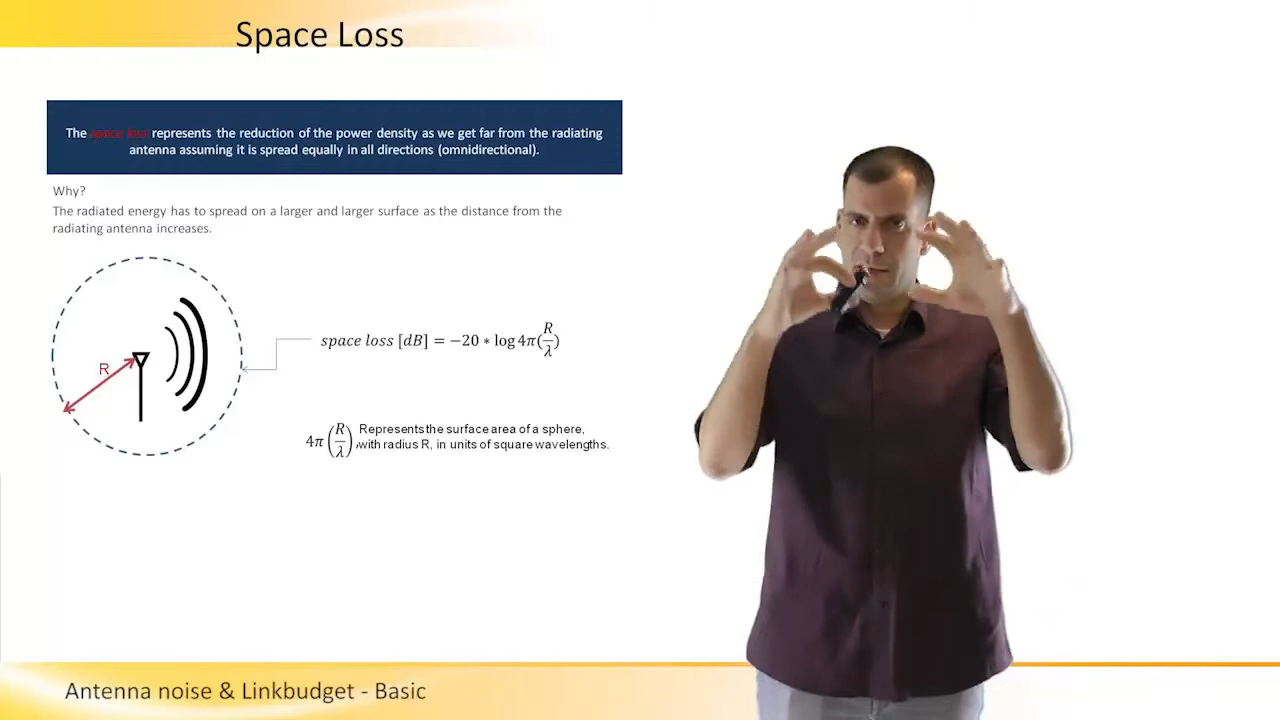 Space Loss
The space loss represents the reduction of the power density as we get far from the radiating
antenna assuming it is spread equally in all directions (omnidirectional).
Why?
The radiated energy has to spread on a larger and larger surface as the distance from the
radiating antenna increases.
R
space loss [dB] = −20 ∗ log 4π(R/λ)
4π(R/λ) Represents the surface area of a sphere,
with radius R, in units of square wavelengths.
Antenna noise & Linkbudget - Basic